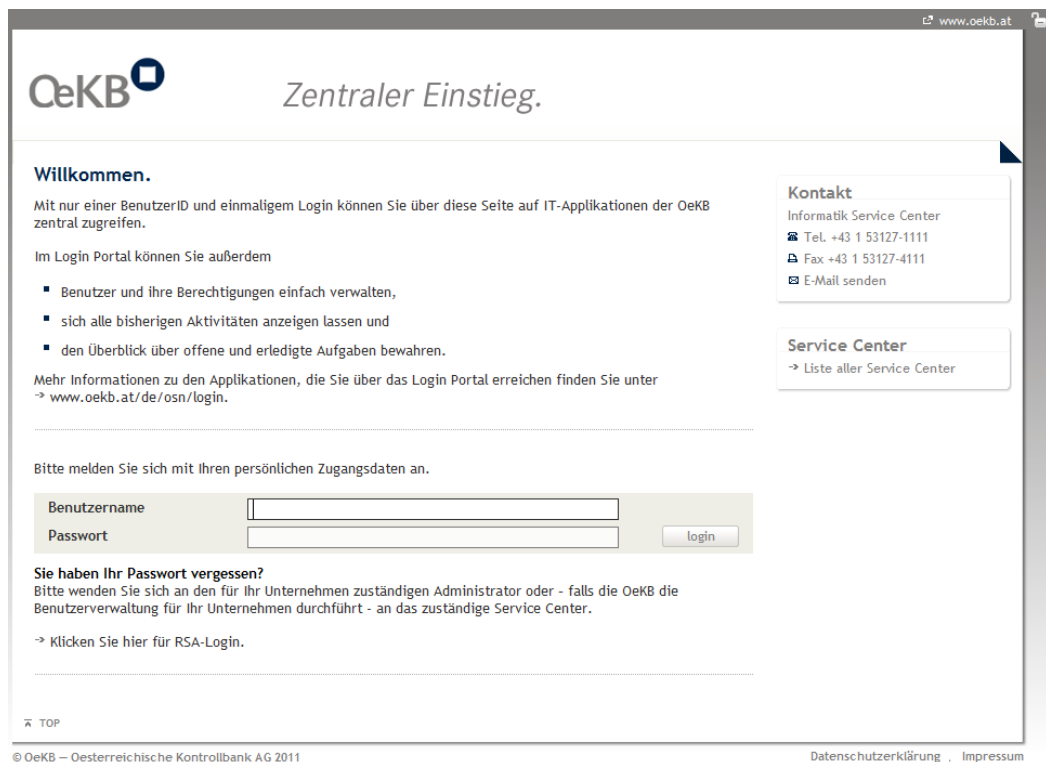 www.oekb.at
OeKB
Zentraler Einstieg.
Willkommen.
Mit nur einer BenutzerID und einmaligem Login können Sie über diese Seite auf IT-Applikationen der OeKB
zentral zugreifen.
Im Login Portal können Sie außerdem
Benutzer und ihre Berechtigungen einfach verwalten,
sich alle bisherigen Aktivitäten anzeigen lassen und
den Überblick über offene und erledigte Aufgaben bewahren.
Mehr Informationen zu den Applikationen, die Sie über das Login Portal erreichen finden Sie unter
www.oekb.at/de/osn/login.
Bitte melden Sie sich mit Ihren persönlichen Zugangsdaten an.
Benutzername
Passwort
login
Sie haben Ihr Passwort vergessen?
Bitte wenden Sie sich an den für Ihr Unternehmen zuständigen Administrator oder - falls die OeKB die
Benutzerverwaltung für Ihr Unternehmen durchführt - an das zuständige Service Center.
Klicken Sie hier für RSA-Login.
Kontakt
Informatik Service Center
Tel. +43 1 53127-1111
Fax +43 1 53127-4111
E-Mail senden
Service Center
Liste aller Service Center
TOP
© OeKB — Oesterreichische Kontrollbank AG 2011
Datenschutzerklärung , Impressum